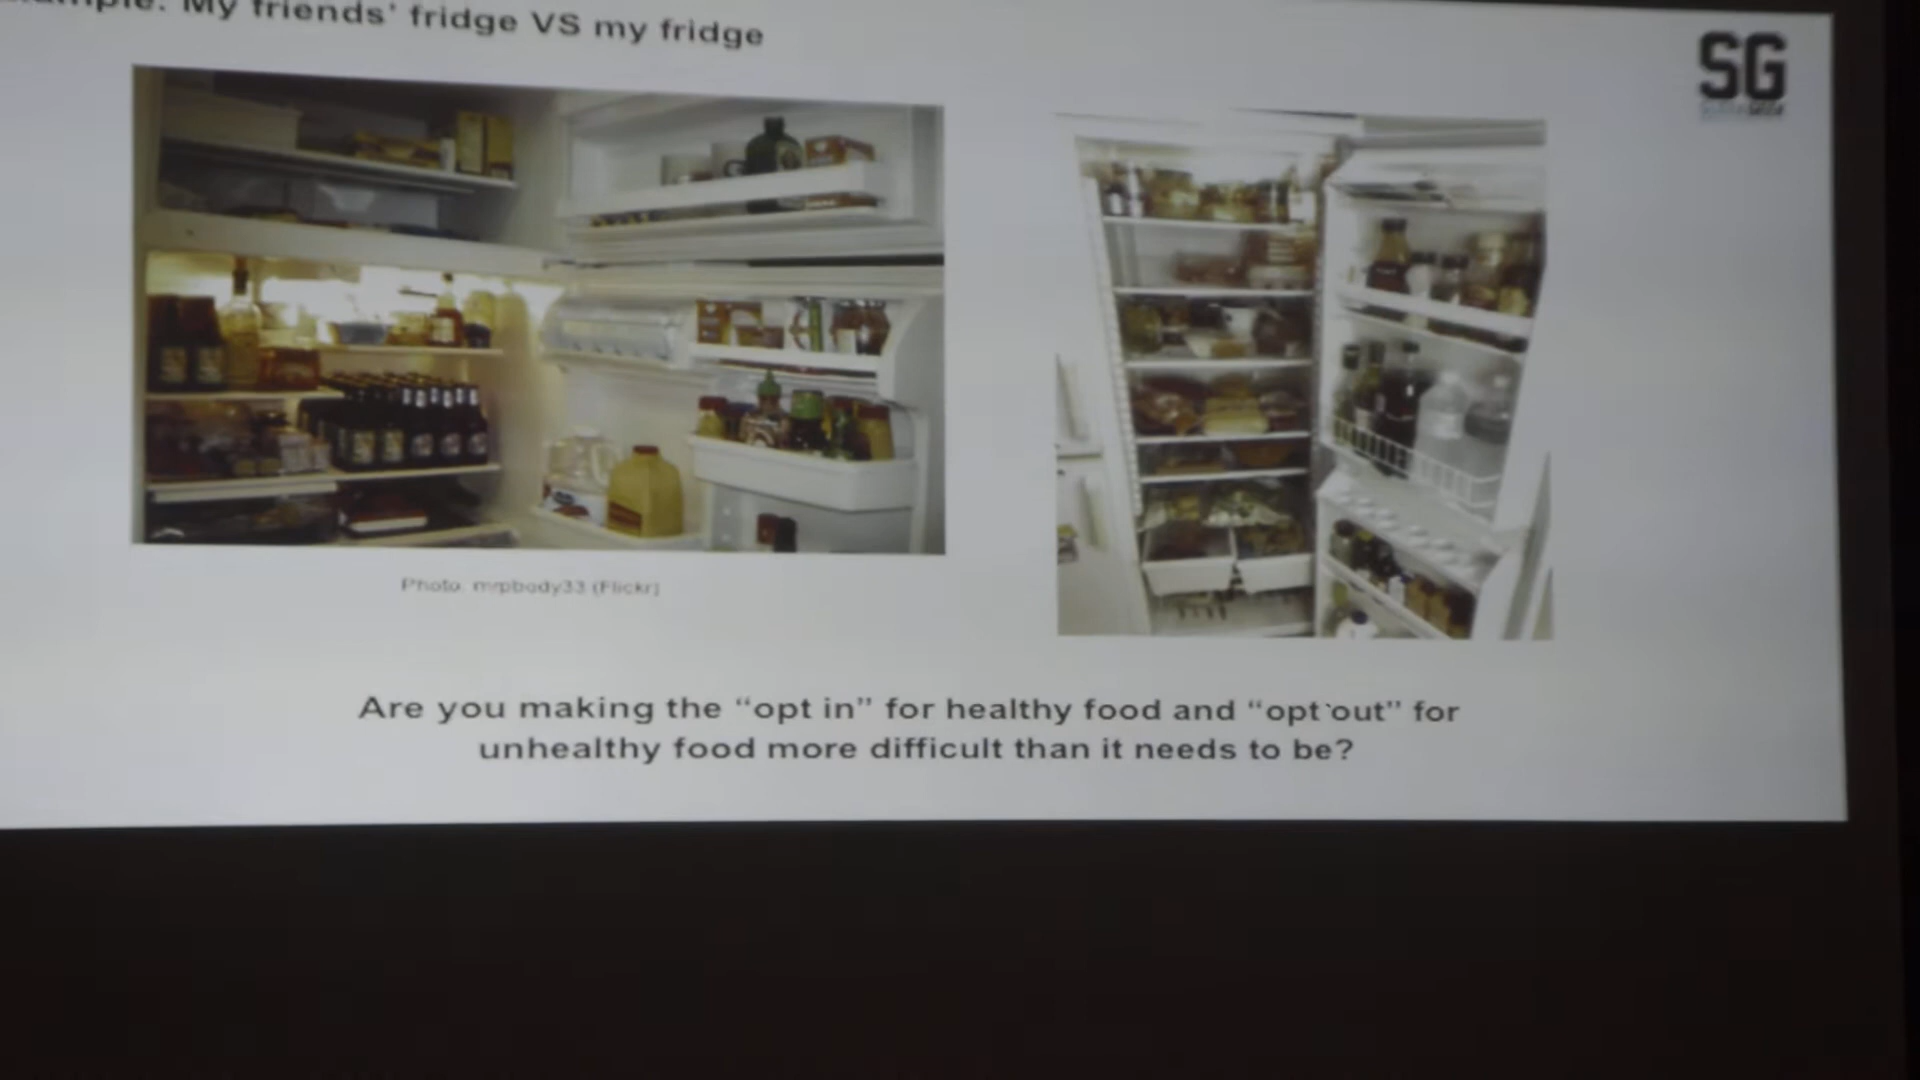 My friends' fridge VS my fridge
SG
Photo: mrpbody33 (Flickr)
Are you making the “opt in” for healthy food and “opt out” for
unhealthy food more difficult than it needs to be?